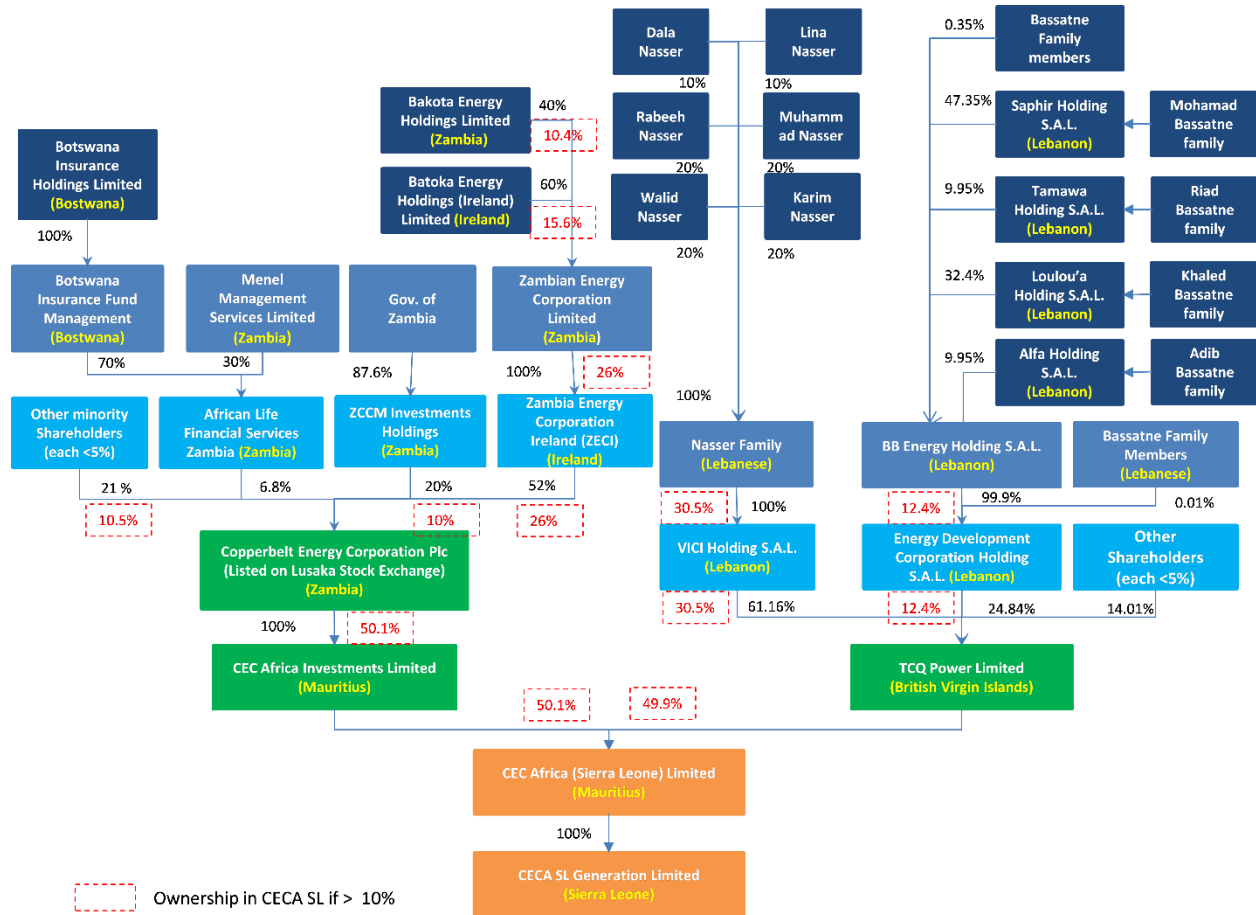 Dala
Nasser
Lina
Nasser
0.35%
Bassatne
Family
members
10%
10%
Bakota Energy
Holdings Limited
(Zambia)
40%
10.4%
Rabeeh
Nasser
Muhamm
ad Nasser
47.35%
Saphir Holding
S.A.L.
(Lebanon)
Mohamad
Bassatne
family
Botswana
Insurance
Holdings Limited
(Bostwana)
20%
20%
Batoka Energy
Holdings (Ireland)
Limited (Ireland)
60%
15.6%
Walid
Nasser
Karim
Nasser
9.95%
Tamawa
Holding S.A.L.
(Lebanon)
Riad
Bassatne
family
100%
20%
20%
Botswana
Insurance Fund
Management
(Bostwana)
Menel
Management
Services Limited
(Zambia)
Gov. of
Zambia
Zambian Energy
Corporation
Limited
(Zambia)
32.4%
Loulou’a
Holding S.A.L.
(Lebanon)
Khaled
Bassatne
family
70%
30%
87.6%
100%
26%
9.95%
Alfa Holding
S.A.L.
(Lebanon)
Adib
Bassatne
family
100%
Other minority
Shareholders
(each <5%)
African Life
Financial Services
Zambia (Zambia)
ZCCM Investments
Holdings
(Zambia)
Zambia Energy
Corporation
Ireland (ZECI)
(Ireland)
Nasser Family
(Lebanese)
BB Energy Holding S.A.L.
(Lebanon)
Bassatne Family
Members
(Lebanese)
21 %
6.8%
20%
52%
10.5%
10%
26%
30.5%
100%
12.4%
99.9%
0.01%
Copperbelt Energy Corporation Plc
(Listed on Lusaka Stock Exchange)
(Zambia)
VICI Holding S.A.L.
(Lebanon)
Energy Development
Corporation Holding
S.A.L. (Lebanon)
Other
Shareholders
(each <5%)
30.5%
61.16%
12.4%
24.84%
14.01%
100%
50.1%
CEC Africa Investments Limited
(Mauritius)
TCQ Power Limited
(British Virgin Islands)
50.1%
49.9%
CEC Africa (Sierra Leone) Limited
(Mauritius)
100%
CECA SL Generation Limited
(Sierra Leone)
Ownership in CECA SL if > 10%